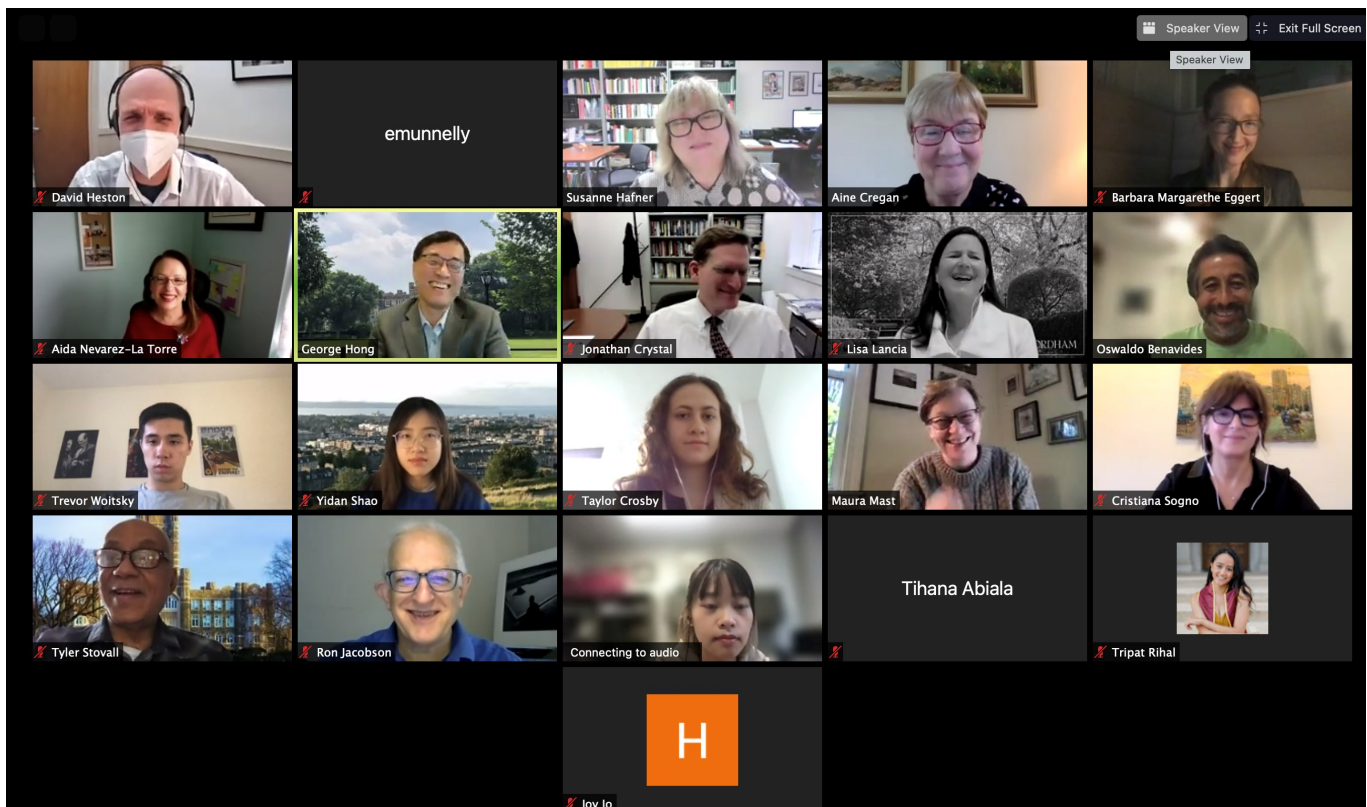 Speaker View
Exit Full Screen
Speaker View
David Heston
emunnelly
Susanne Hafner
Aine Cregan
Barbara Margarethe Eggert
Aida Nevarez-La Torre
George Hong
Jonathan Crystal
Lisa Lancia
ORDHAM
Oswaldo Benavides
Trevor Woitsky
Yidan Shao
Taylor Crosby
Maura Mast
Cristiana Sogno
Tyler Stovall
Ron Jacobson
Connecting to audio
Tihana Abiala
Tripat Rihal
H
Joy Jo